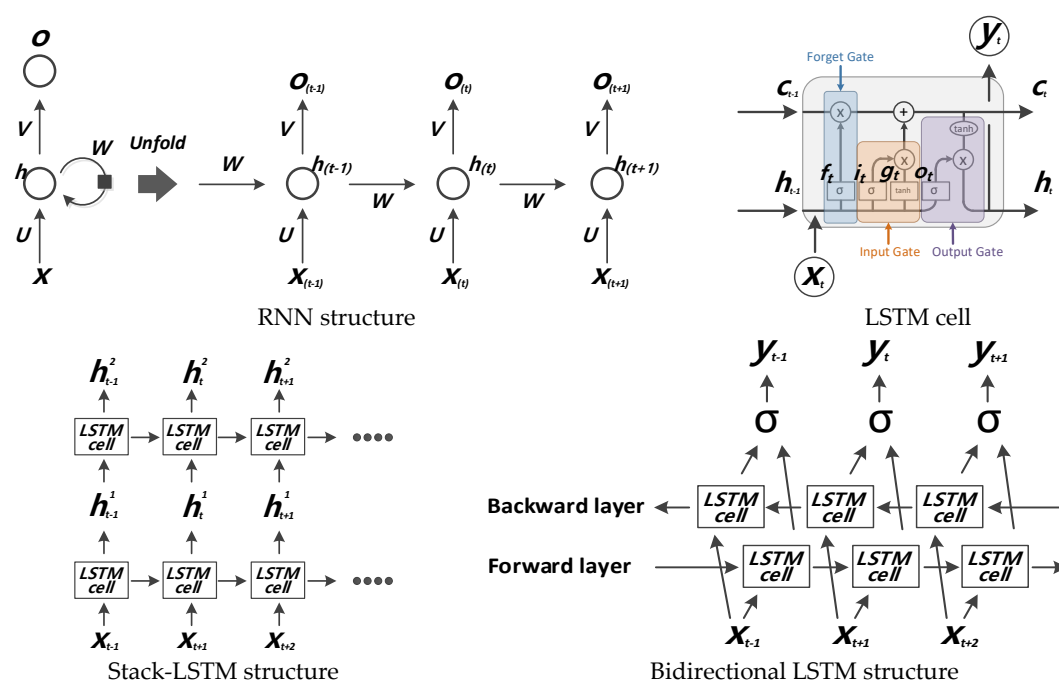 O
V
h
W
U
X
Unfold
W
O(t-1)
V
h(t-1)
W
U
X(t-1)
O(t)
V
h(t)
W
U
X(t)
O(t+1)
V
h(t+1)
U
X(t+1)
RNN structure
yt
Forget Gate
Ct-1
Ct
x
+
tanh
x
x
ft
it
gt
ot
σ
σ
tanh
σ
ht-1
ht
Input Gate
Output Gate
Xt
LSTM cell
h²t-1
h²t
h²t+1
LSTM cell
LSTM cell
LSTM cell
h¹t-1
h¹t
h¹t+1
LSTM cell
LSTM cell
LSTM cell
Xt-1
Xt+1
Xt+2
Stack-LSTM structure
yt-1
yt
yt+1
σ
σ
σ
Backward layer
LSTM cell
LSTM cell
LSTM cell
Forward layer
LSTM cell
LSTM cell
LSTM cell
Xt-1
Xt+1
Xt+2
Bidirectional LSTM structure